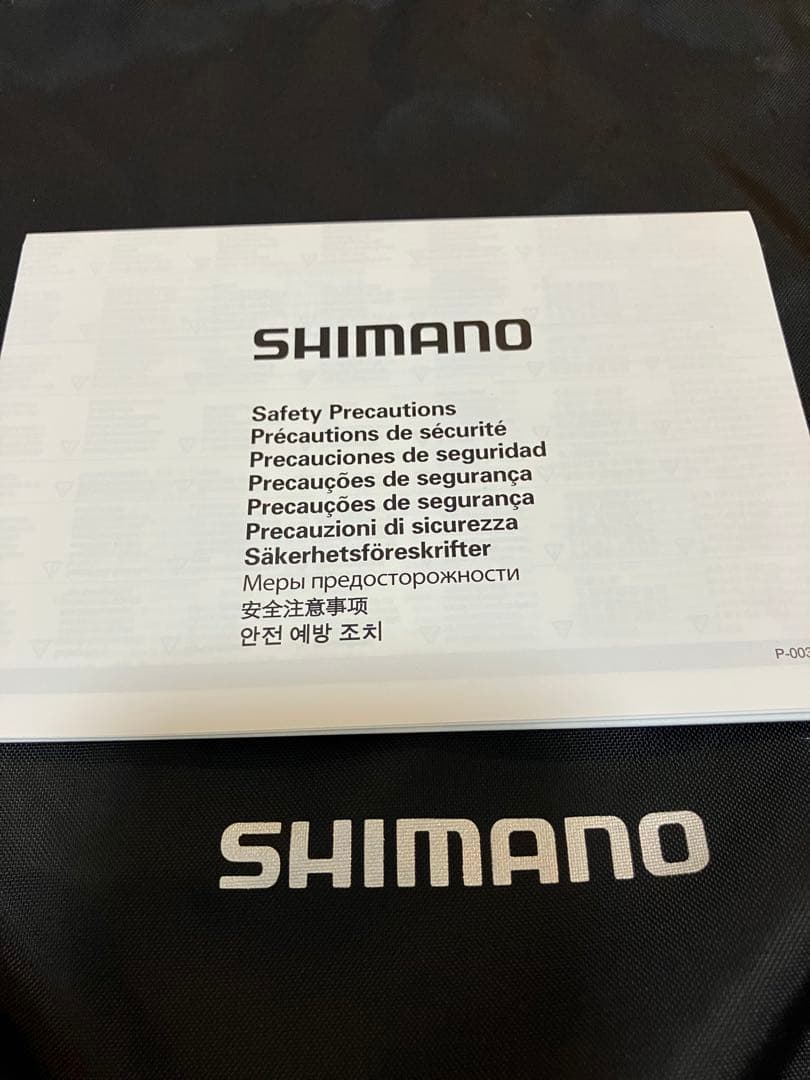 SHIMANO
Safety Precautions
Précautions de sécurité
Precauciones de seguridad
Precauções de segurança
Precauções de segurança
Precauzioni di sicurezza
Säkerhetsföreskrifter
Меры предосторожности
安全注意事项
안전 예방 조치
P-003
SHIMANO